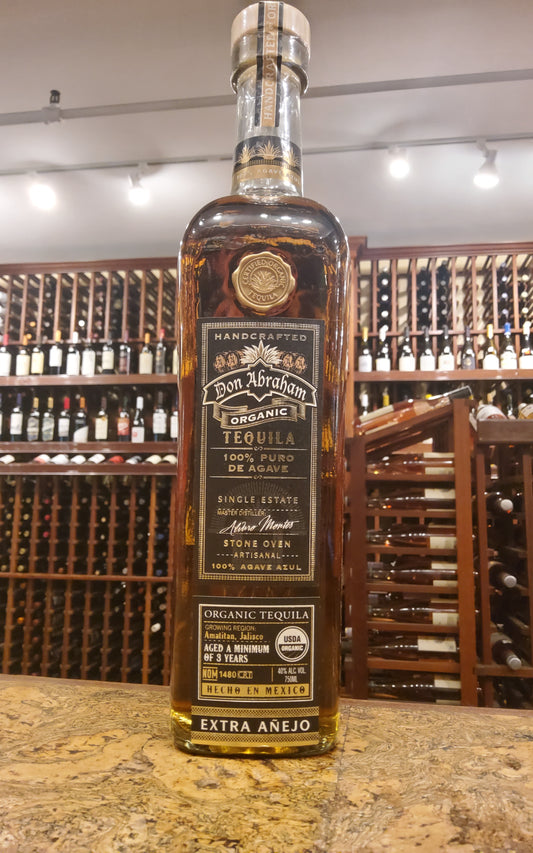 HANDCRAFTED
AGAVE
CERTIFIED ORGANIC
TEQUILA
HANDCRAFTED
Don Abraham
ORGANIC
TEQUILA
100% PURO
DE AGAVE
SINGLE ESTATE
MASTER DISTILLER:
Arturo Montes
STONE OVEN
ARTISANAL
100% AGAVE AZUL
ORGANIC TEQUILA
GROWING REGION:
Amatitan, Jalisco
AGED A MINIMUM
OF 3 YEARS
USDA
ORGANIC
NOM 1480 C.R.T.
40% ALC. VOL.
750ML
HECHO EN MEXICO
EXTRA AÑEJO